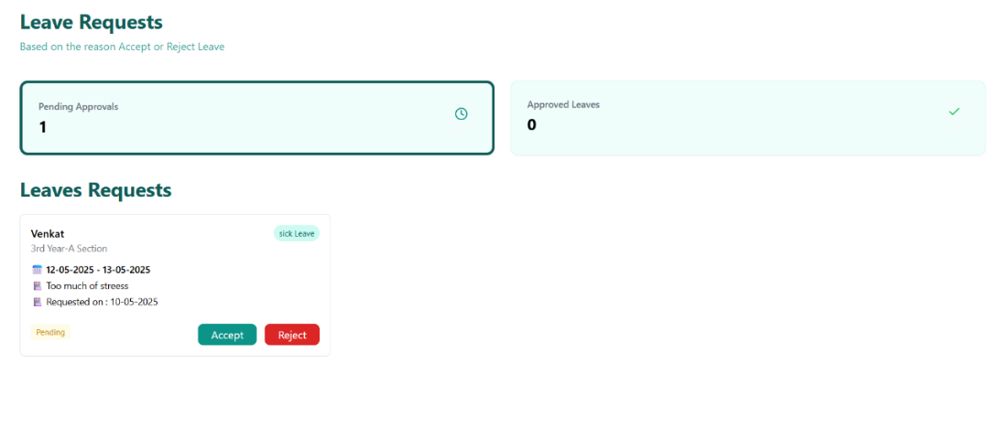 Leave Requests
Based on the reason Accept or Reject Leave
Pending Approvals
1
Approved Leaves
0
Leaves Requests
Venkat
sick Leave
3rd Year-A Section
12-05-2025 - 13-05-2025
Too much of streess
Requested on : 10-05-2025
Pending
Accept
Reject